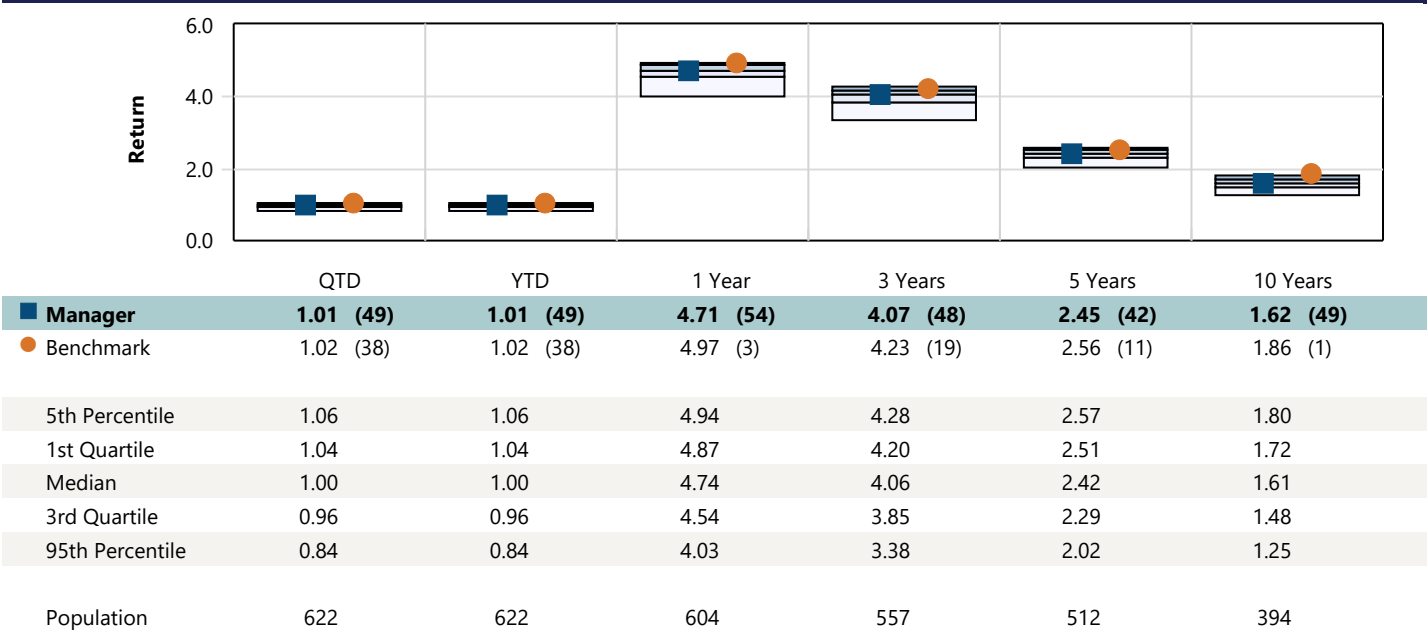 6.0
4.0
2.0
0.0
Return
QTD YTD 1 Year 3 Years 5 Years 10 Years
Manager 1.01 (49) 1.01 (49) 4.71 (54) 4.07 (48) 2.45 (42) 1.62 (49)
Benchmark 1.02 (38) 1.02 (38) 4.97 (3) 4.23 (19) 2.56 (11) 1.86 (1)
5th Percentile 1.06 1.06 4.94 4.28 2.57 1.80
1st Quartile 1.04 1.04 4.87 4.20 2.51 1.72
Median 1.00 1.00 4.74 4.06 2.42 1.61
3rd Quartile 0.96 0.96 4.54 3.85 2.29 1.48
95th Percentile 0.84 0.84 4.03 3.38 2.02 1.25
Population 622 622 604 557 512 394